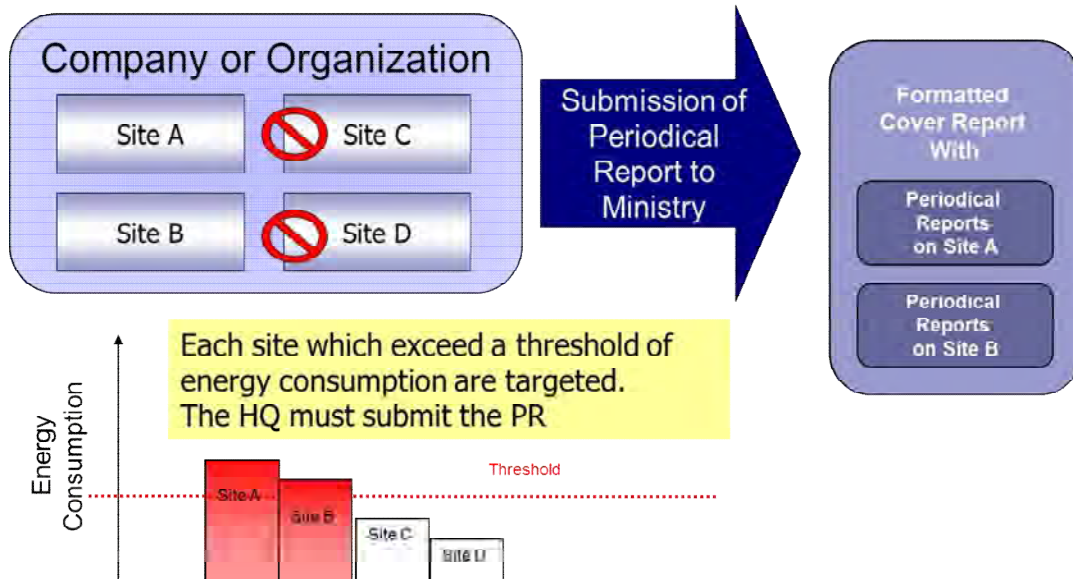 Company or Organization
Site A
Site C
Site B
Site D
Submission of
Periodical
Report to
Ministry
Formatted
Cover Report
With
Periodical
Reports
on Site A
Periodical
Reports
on Site B
Each site which exceed a threshold of
energy consumption are targeted.
The HQ must submit the PR
Energy
Consumption
Threshold
Site A
Site B
Site C
Site D